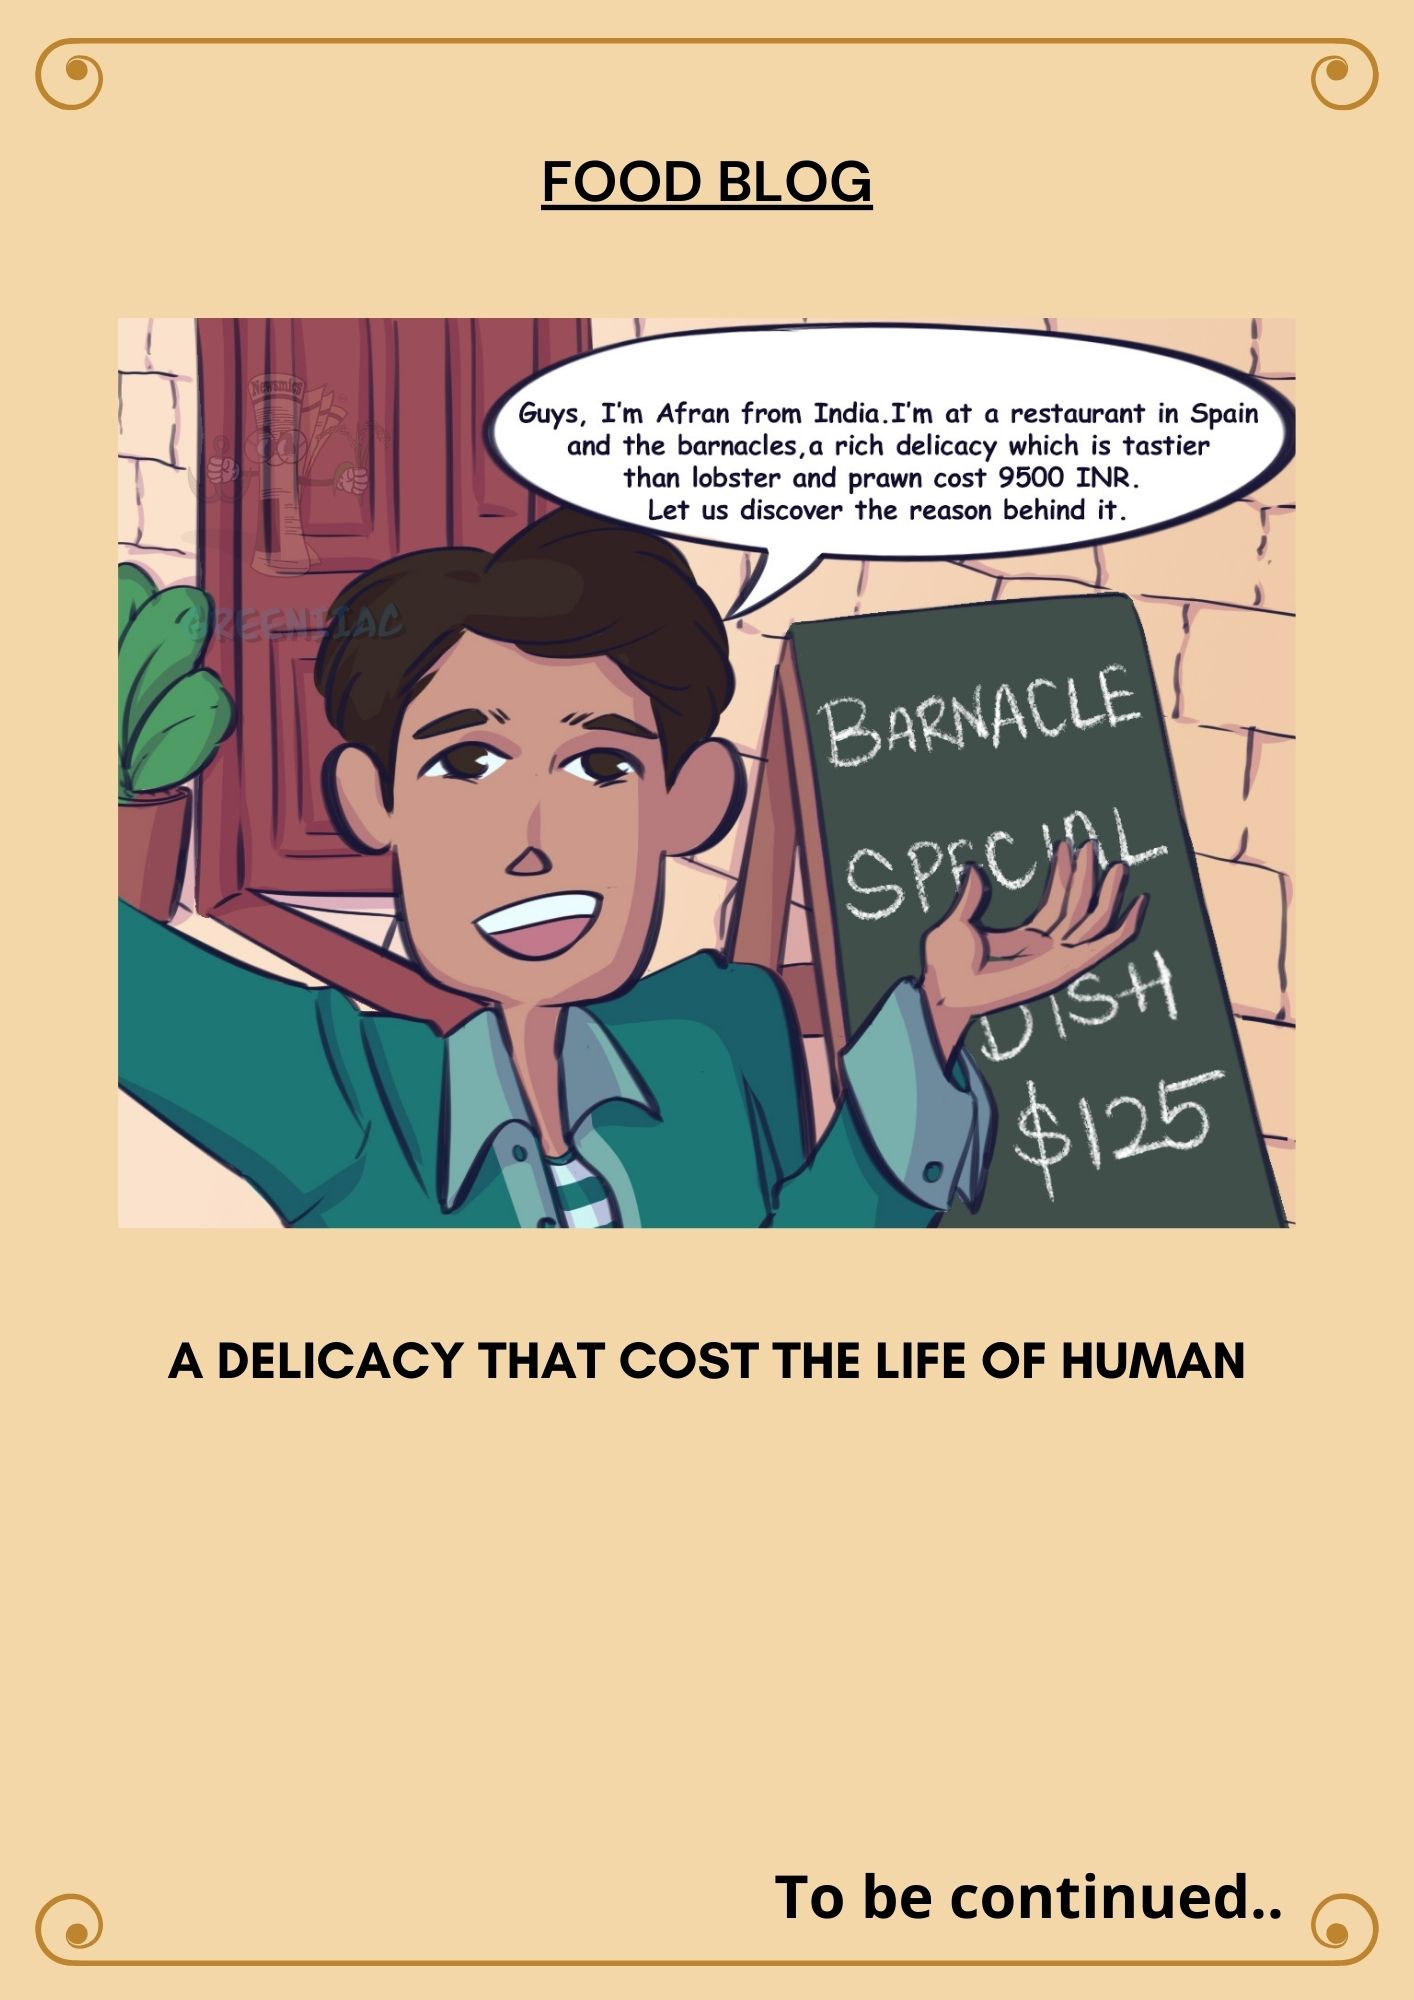 FOOD BLOG
Guys, I'm Afran from India.I'm at a restaurant in Spain
and the barnacles,a rich delicacy which is tastier
than lobster and prawn cost 9500 INR.
Let us discover the reason behind it.
Newsmics
GREENIIAC
BARNACLE
SPECIAL
DISH
$125
A DELICACY THAT COST THE LIFE OF HUMAN
To be continued..